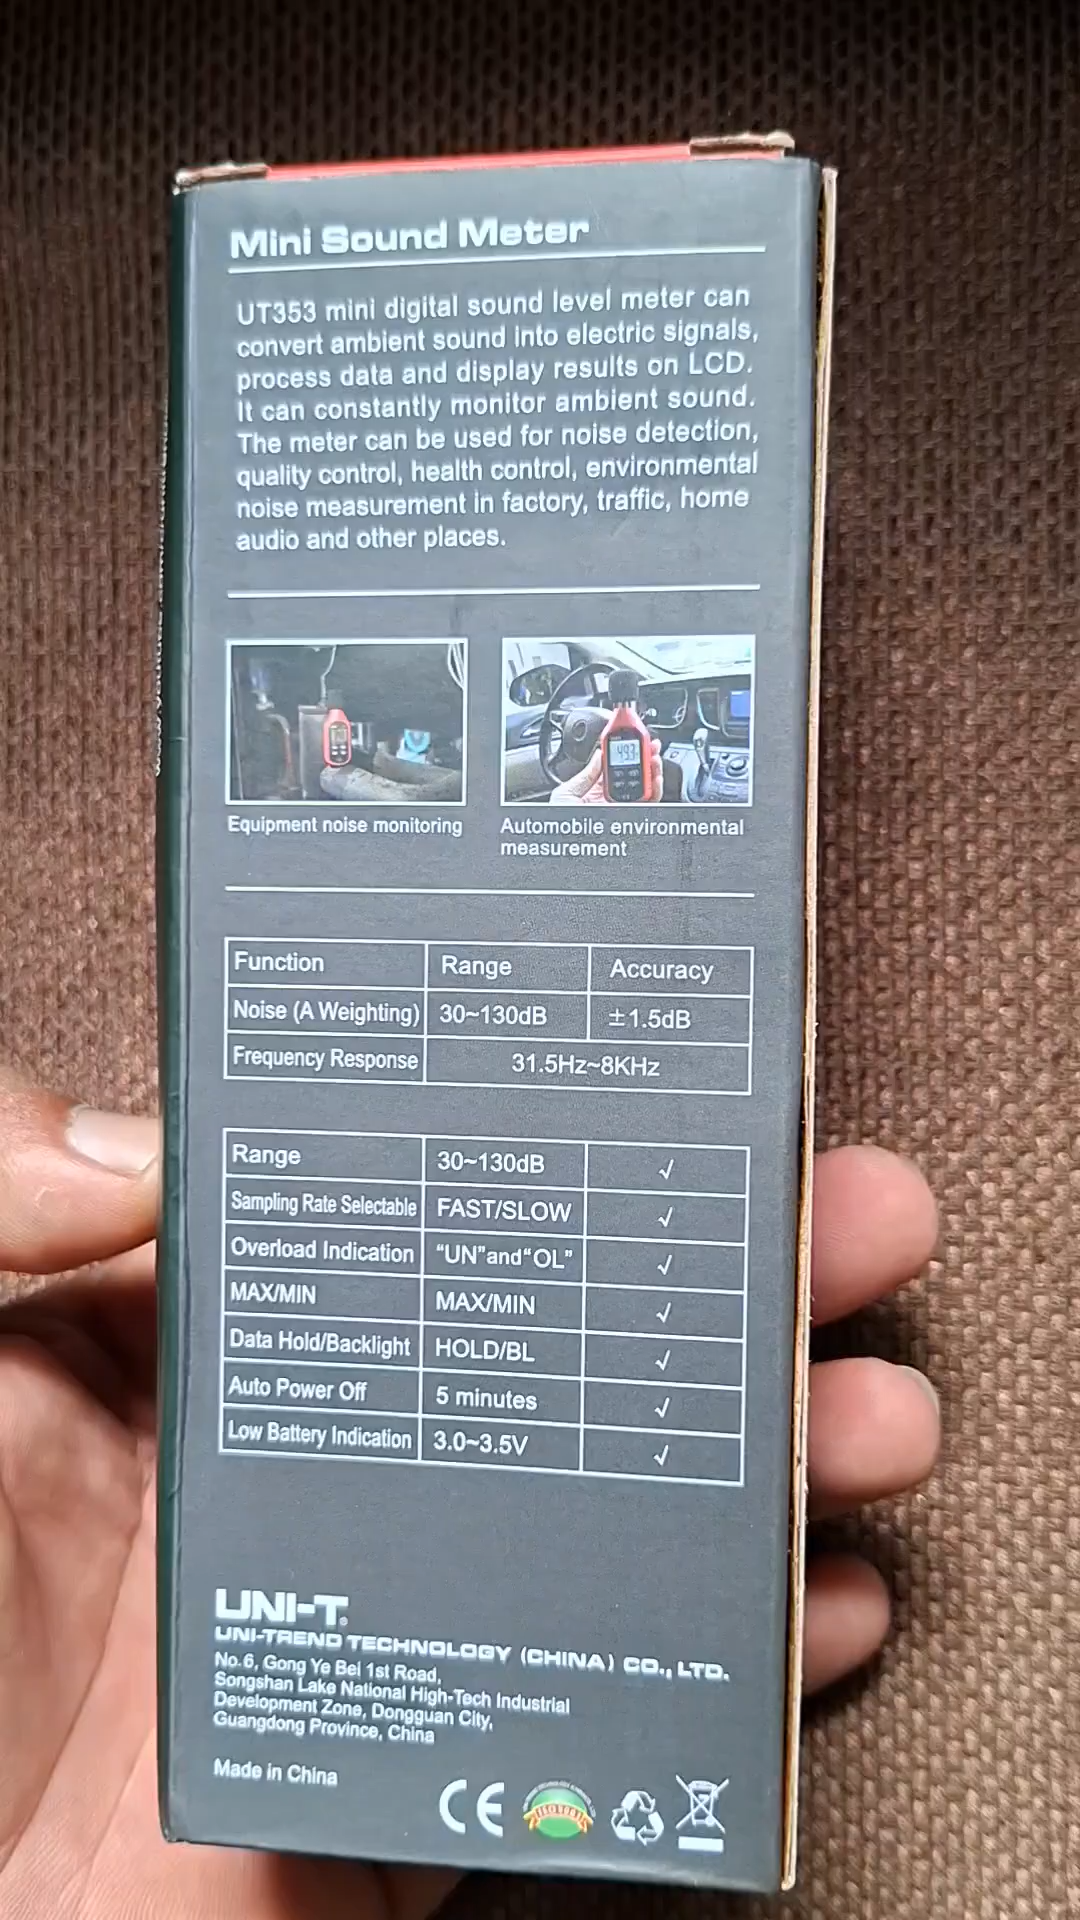 Mini Sound Meter
UT353 mini digital sound level meter can
convert ambient sound into electric signals,
process data and display results on LCD.
It can constantly monitor ambient sound.
The meter can be used for noise detection,
quality control, health control, environmental
noise measurement in factory, traffic, home
audio and other places.
49.3
Equipment noise monitoring
Automobile environmental
measurement
Function Range Accuracy
Noise (A Weighting) 30~130dB ±1.5dB
Frequency Response 31.5Hz~8KHz
Range 30~130dB √
Sampling Rate Selectable FAST/SLOW √
Overload Indication “UN”and“OL” √
MAX/MIN MAX/MIN √
Data Hold/Backlight HOLD/BL √
Auto Power Off 5 minutes √
Low Battery Indication 3.0~3.5V √
UNI-T®
UNI-TREND TECHNOLOGY (CHINA) CO., LTD.
No.6, Gong Ye Bei 1st Road,
Songshan Lake National High-Tech Industrial
Development Zone, Dongguan City,
Guangdong Province, China
Made in China
CE ISO 9001